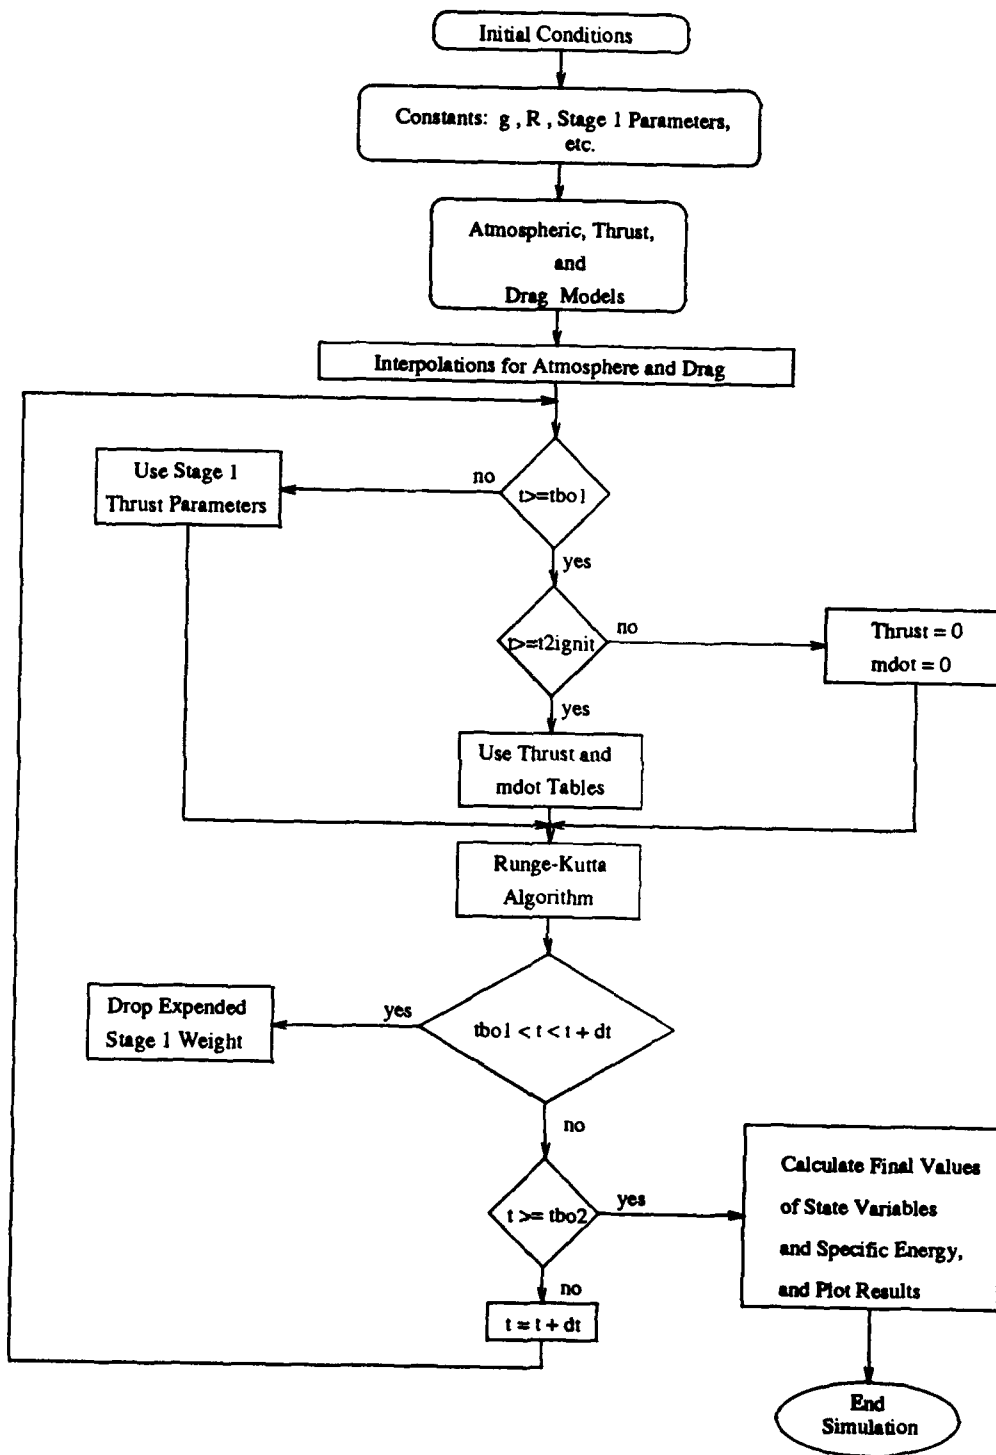 Initial Conditions
Constants: g , R , Stage 1 Parameters,
etc.
Atmospheric, Thrust,
and
Drag Models
Interpolations for Atmosphere and Drag
Use Stage 1
Thrust Parameters
no
t>=tbo1
yes
t>=t2ignit
no
Thrust = 0
mdot = 0
yes
Use Thrust and
mdot Tables
Runge-Kutta
Algorithm
Drop Expended
Stage 1 Weight
yes
tbo1 < t < t + dt
no
t >= tbo2
yes
Calculate Final Values
of State Variables
and Specific Energy,
and Plot Results
no
t = t + dt
End
Simulation